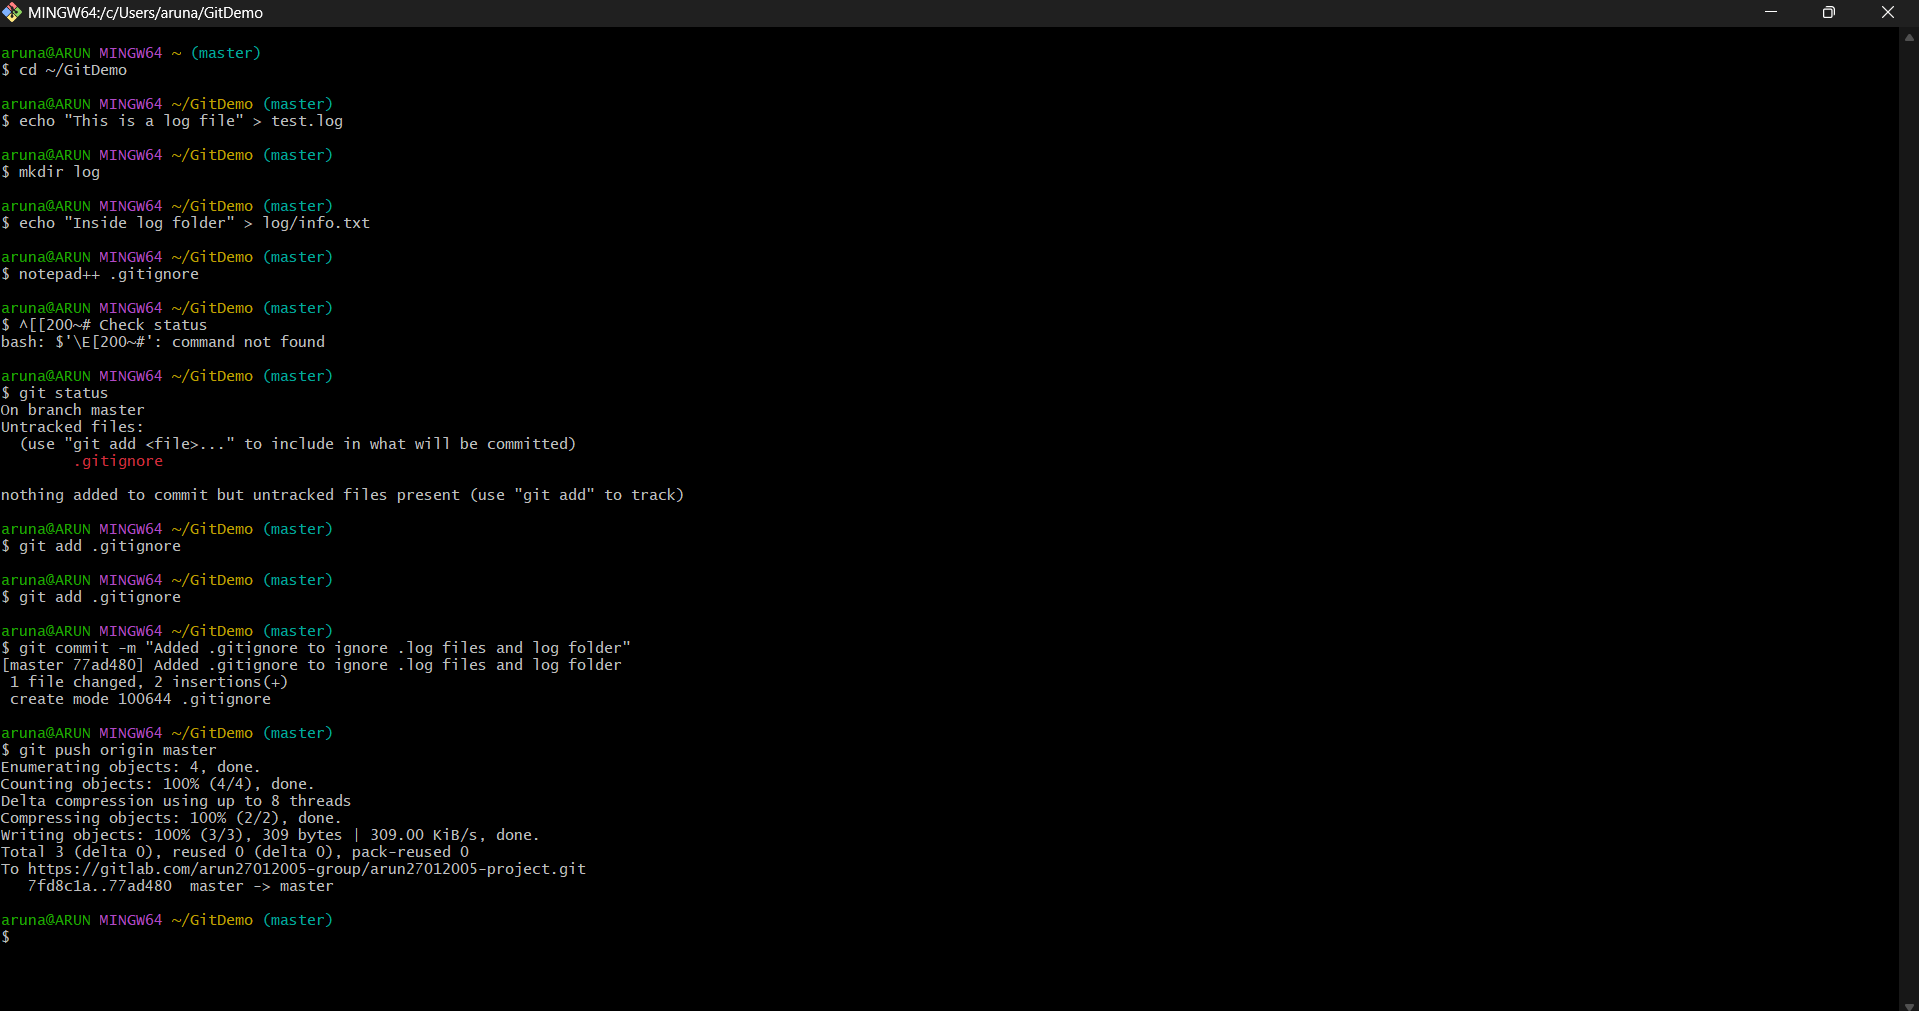 MINGW64:/c/Users/aruna/GitDemo
aruna@ARUN MINGW64 ~ (master)
$ cd ~/GitDemo
aruna@ARUN MINGW64 ~/GitDemo (master)
$ echo "This is a log file" > test.log
aruna@ARUN MINGW64 ~/GitDemo (master)
$ mkdir log
aruna@ARUN MINGW64 ~/GitDemo (master)
$ echo "Inside log folder" > log/info.txt
aruna@ARUN MINGW64 ~/GitDemo (master)
$ notepad++ .gitignore
aruna@ARUN MINGW64 ~/GitDemo (master)
$ ^[[200~# Check status
bash: $'\E[200~#': command not found
aruna@ARUN MINGW64 ~/GitDemo (master)
$ git status
On branch master
Untracked files:
  (use "git add <file>..." to include in what will be committed)
        .gitignore
nothing added to commit but untracked files present (use "git add" to track)
aruna@ARUN MINGW64 ~/GitDemo (master)
$ git add .gitignore
aruna@ARUN MINGW64 ~/GitDemo (master)
$ git add .gitignore
aruna@ARUN MINGW64 ~/GitDemo (master)
$ git commit -m "Added .gitignore to ignore .log files and log folder"
[master 77ad480] Added .gitignore to ignore .log files and log folder
 1 file changed, 2 insertions(+)
 create mode 100644 .gitignore
aruna@ARUN MINGW64 ~/GitDemo (master)
$ git push origin master
Enumerating objects: 4, done.
Counting objects: 100% (4/4), done.
Delta compression using up to 8 threads
Compressing objects: 100% (2/2), done.
Writing objects: 100% (3/3), 309 bytes | 309.00 KiB/s, done.
Total 3 (delta 0), reused 0 (delta 0), pack-reused 0
To https://gitlab.com/arun27012005-group/arun27012005-project.git
   7fd8c1a..77ad480  master -> master
aruna@ARUN MINGW64 ~/GitDemo (master)
$